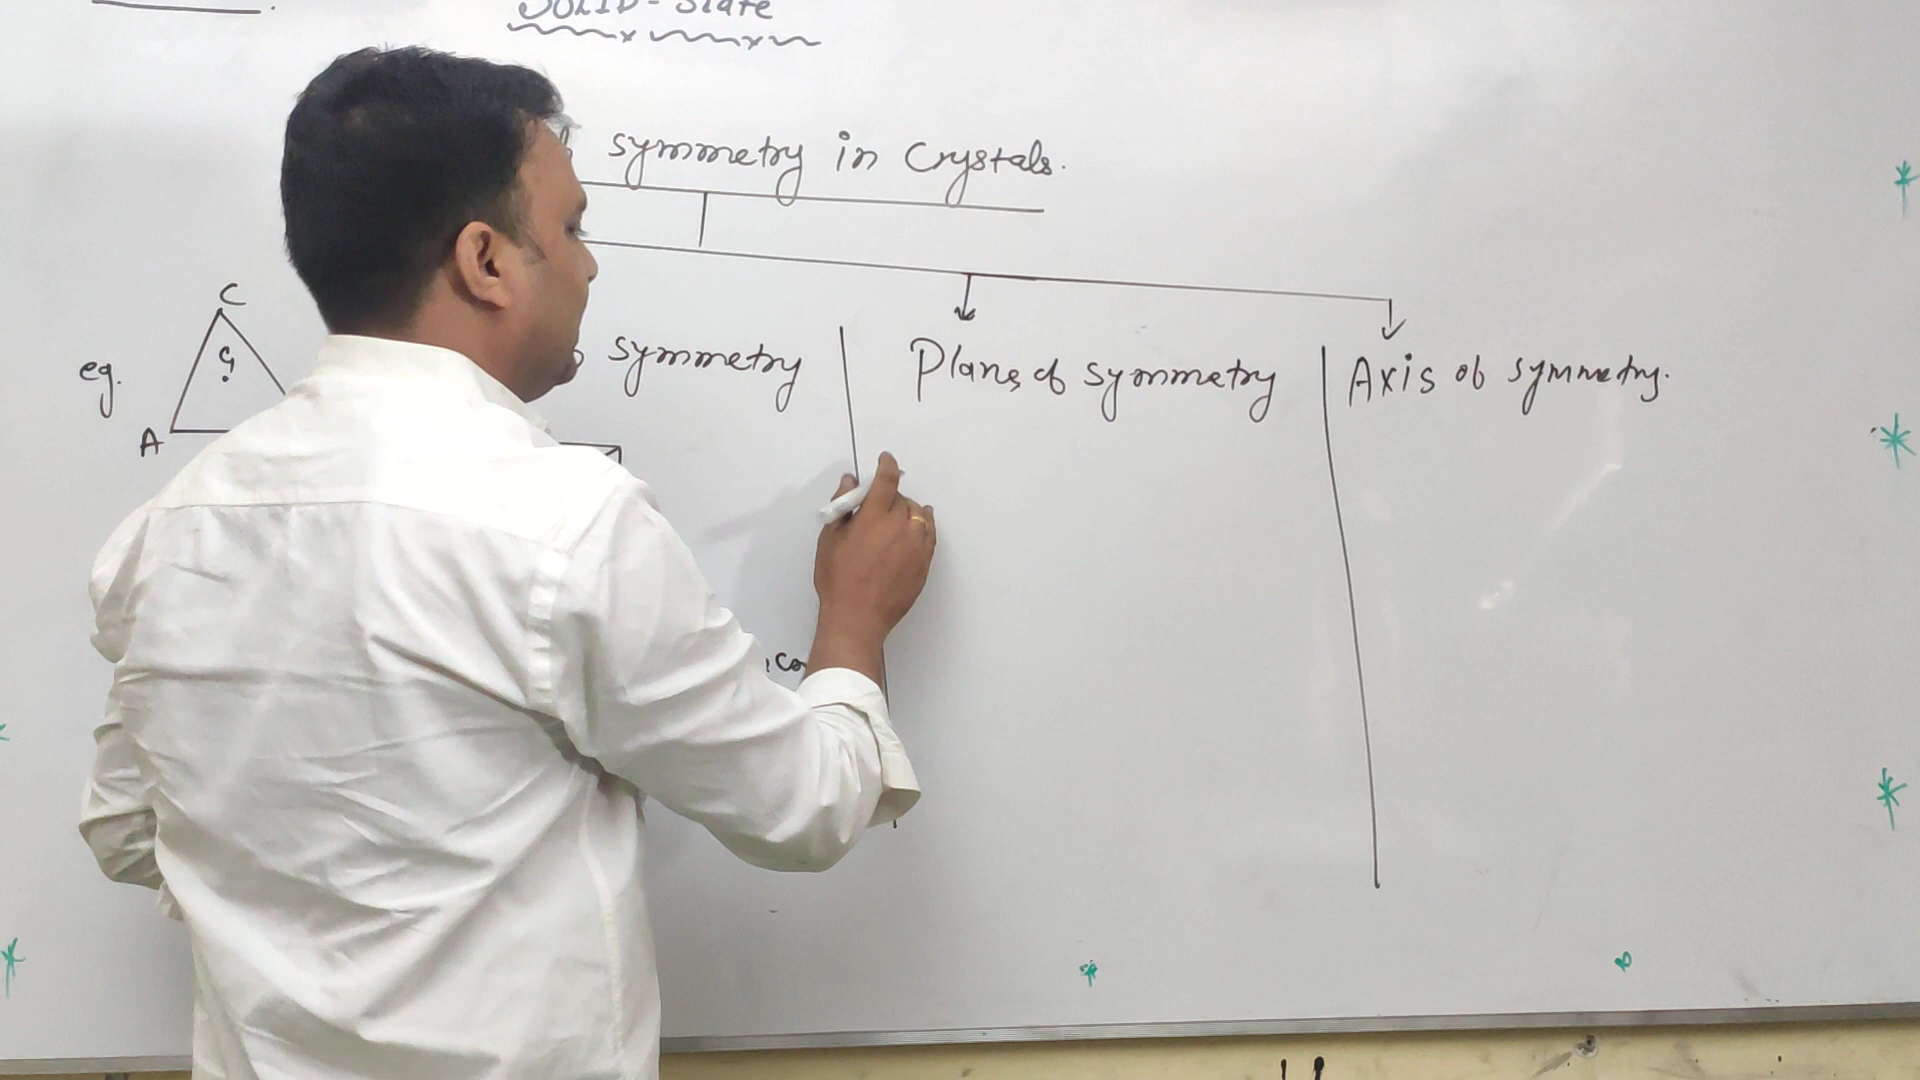 SOLID-State
symmetry in Crystals.
C
eg. G
symmetry Plane of symmetry Axis of symmetry.
A